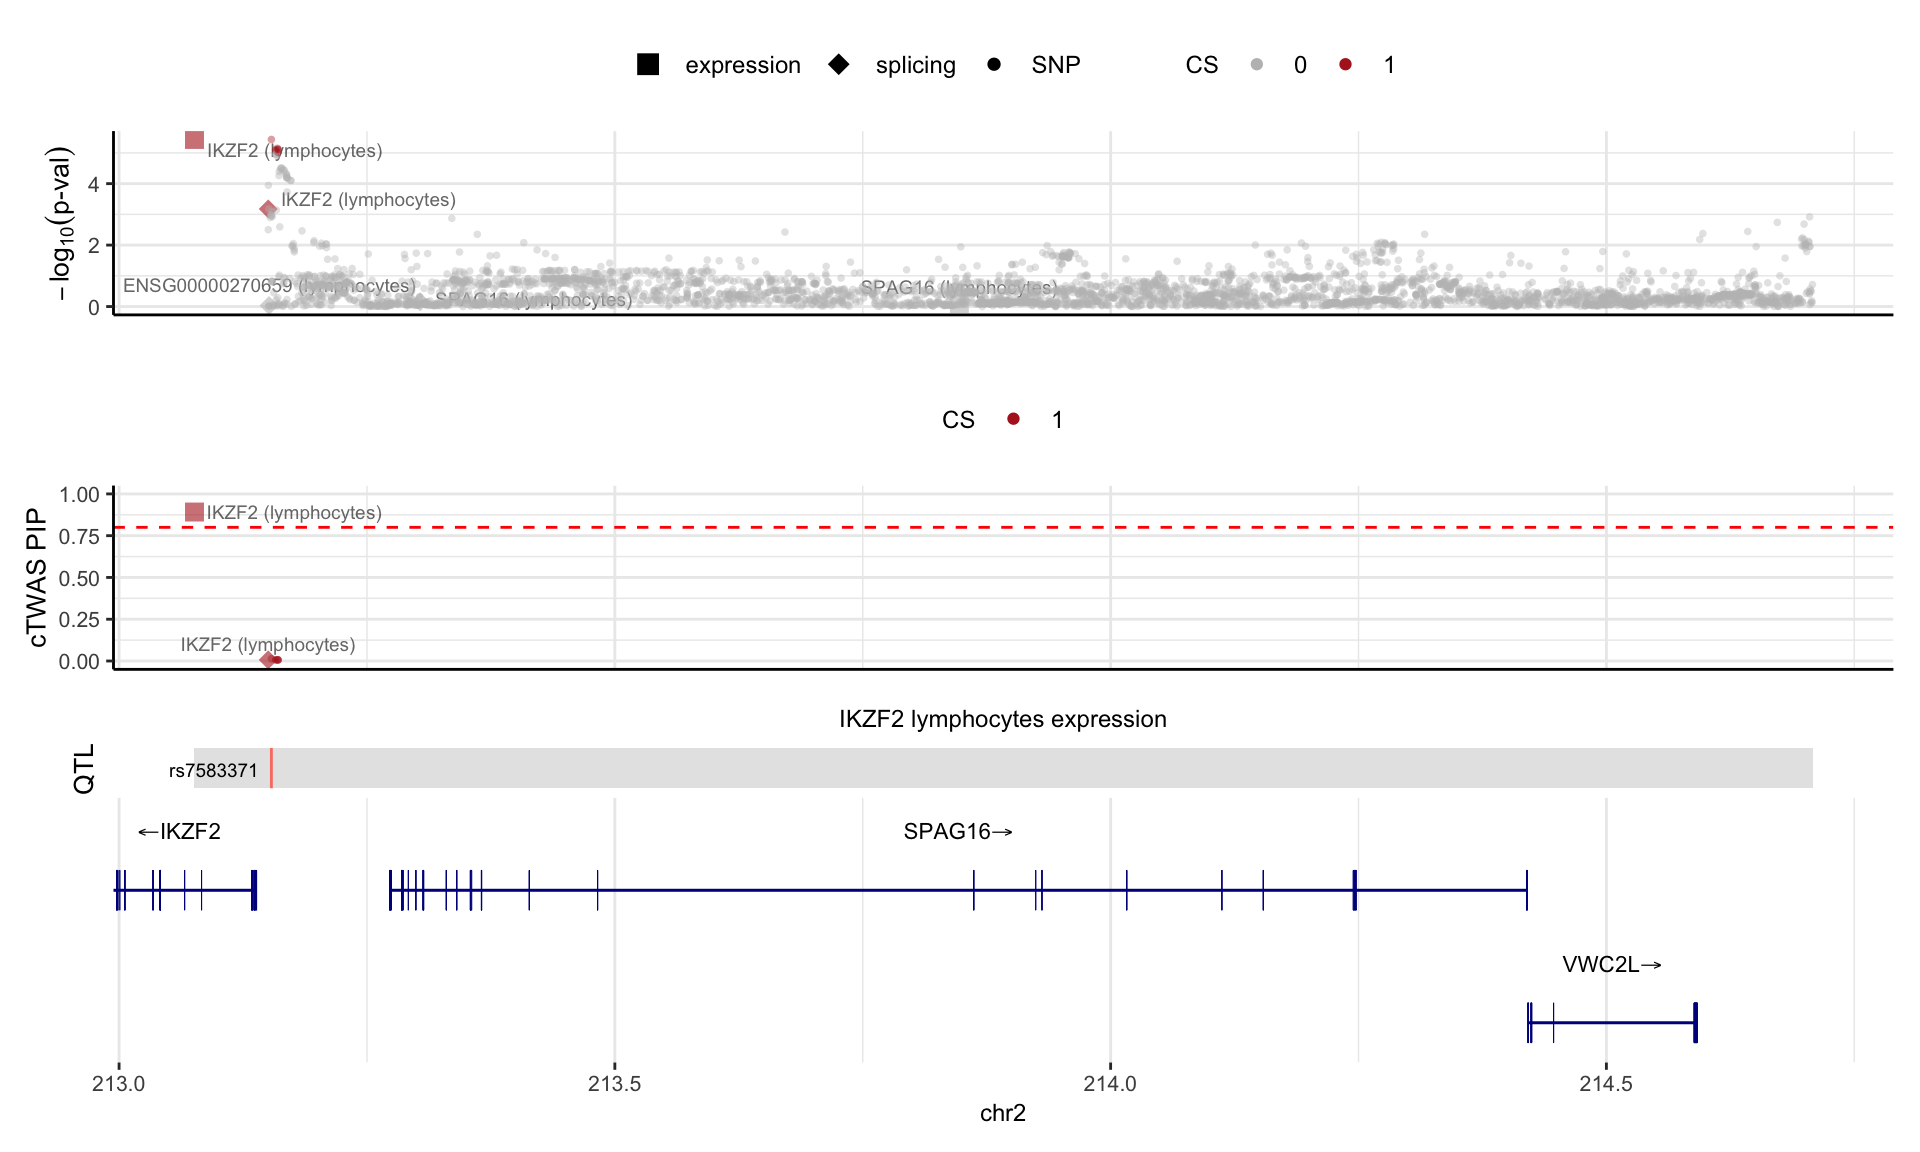 expression splicing SNP CS 0 1
−log10(p-val)
4
2
0
IKZF2 (lymphocytes)
IKZF2 (lymphocytes)
ENSG00000270659 (lymphocytes)
SPAG16 (lymphocytes)
SPAG16 (lymphocytes)
CS 1
cTWAS PIP
1.00
0.75
0.50
0.25
0.00
IKZF2 (lymphocytes)
IKZF2 (lymphocytes)
IKZF2 lymphocytes expression
QTL
rs7583371
←IKZF2
SPAG16→
VWC2L→
213.0 213.5 214.0 214.5
chr2